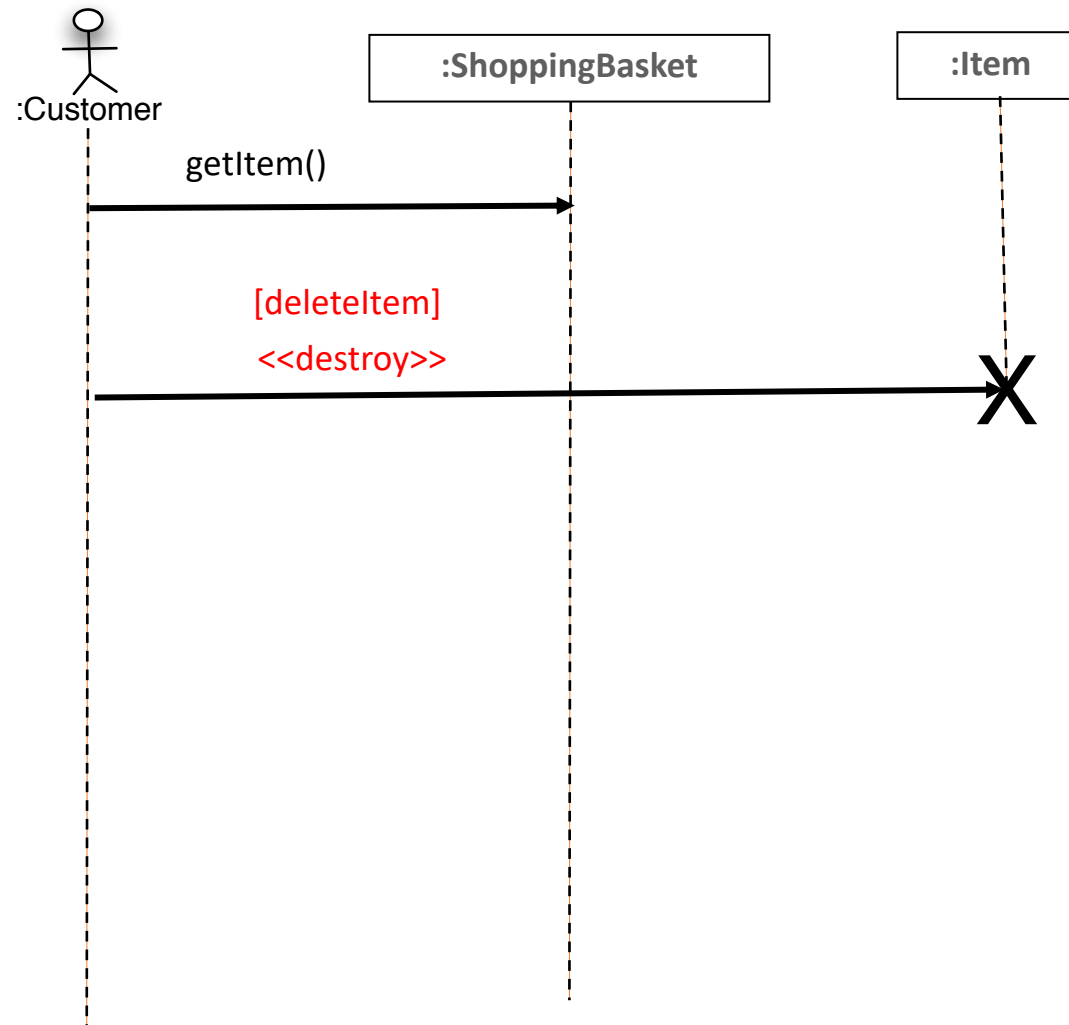 :Customer
:ShoppingBasket
:Item
getItem()
[deleteItem]
<<destroy>>
X